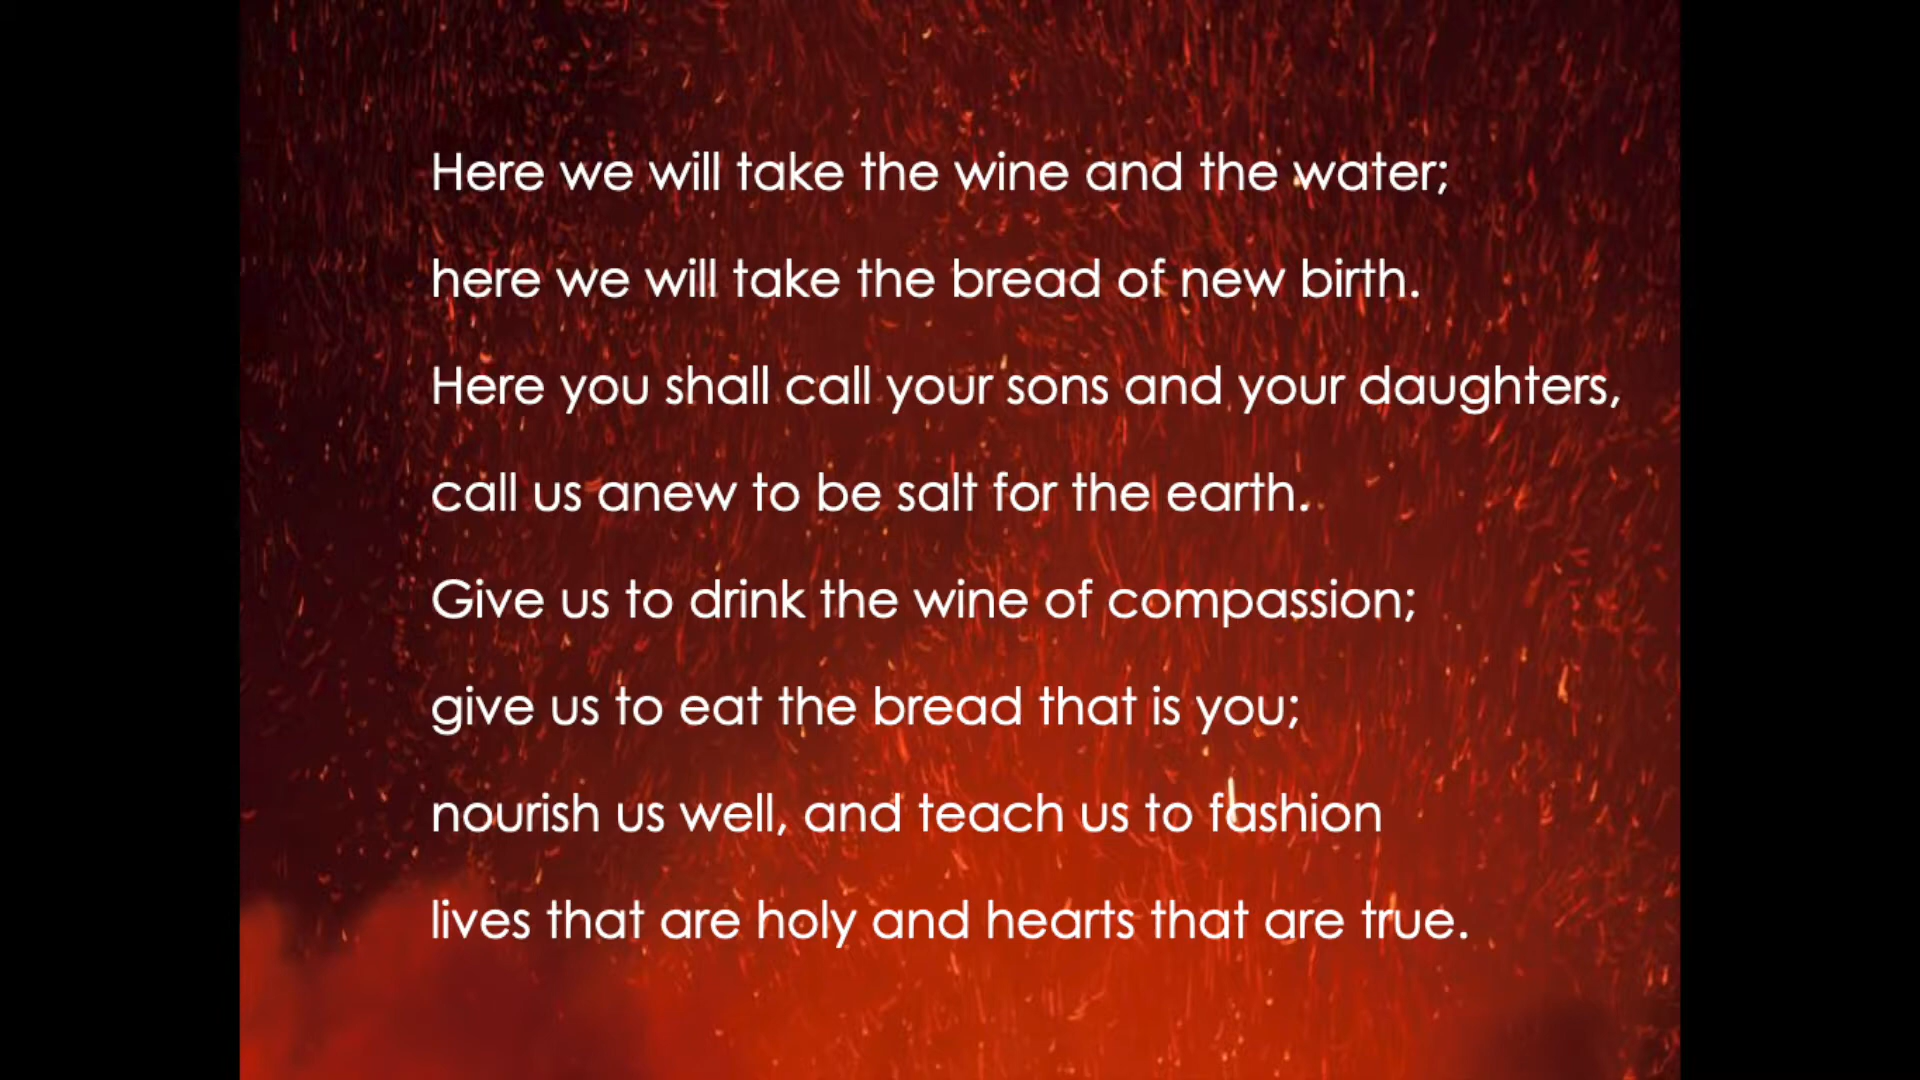 Here we will take the wine and the water;
here we will take the bread of new birth.
Here you shall call your sons and your daughters,
call us anew to be salt for the earth.
Give us to drink the wine of compassion;
give us to eat the bread that is you;
nourish us well, and teach us to fashion
lives that are holy and hearts that are true.